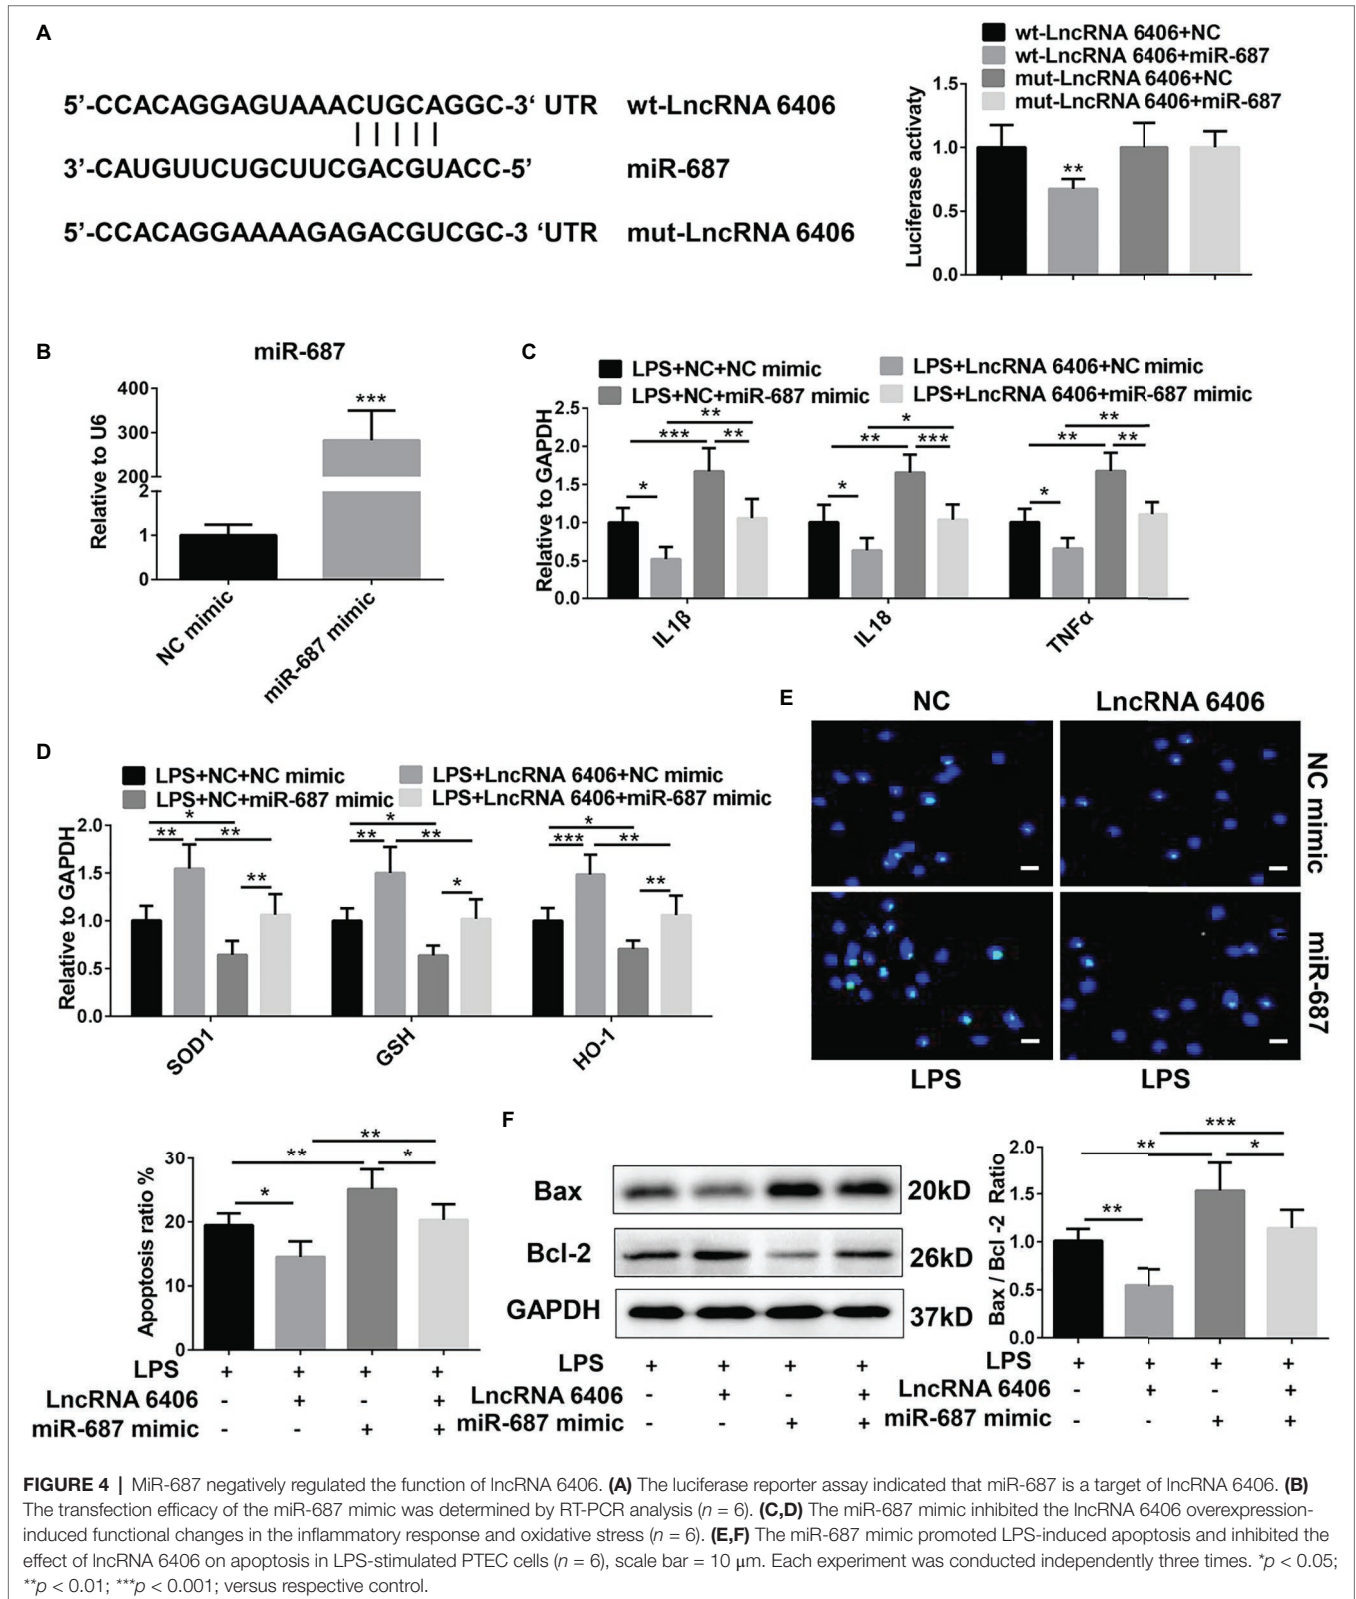 A
wt-LncRNA 6406+NC
wt-LncRNA 6406+miR-687
mut-LncRNA 6406+NC
mut-LncRNA 6406+miR-687
5’-CCACAGGAGUAAACUGCAGGC-3‘ UTR wt-LncRNA 6406
3’-CAUGUUCUGCUUCGACGUACC-5’ miR-687
5’-CCACAGGAAAAGAGACGUCGC-3 ‘UTR mut-LncRNA 6406
Luciferase activaty
1.5
1.0
0.5
0.0
**
B
miR-687
Relative to U6
400
300
200
2
1
0
***
NC mimic
miR-687 mimic
C
LPS+NC+NC mimic
LPS+LncRNA 6406+NC mimic
LPS+NC+miR-687 mimic
LPS+LncRNA 6406+miR-687 mimic
Relative to GAPDH
2.5
2.0
1.5
1.0
0.5
0.0
** * **
*** ** ** *** ** **
* * *
IL1β
IL18
TNFα
D
LPS+NC+NC mimic
LPS+LncRNA 6406+NC mimic
LPS+NC+miR-687 mimic
LPS+LncRNA 6406+miR-687 mimic
Relative to GAPDH
2.0
1.5
1.0
0.5
0.0
* * *
** ** ** ** *** **
** * **
SOD1
GSH
HO-1
E
NC
LncRNA 6406
NC mimic
miR-687
LPS
LPS
Apoptosis ratio %
30
20
10
0
**
** *
*
LPS + + + +
LncRNA 6406 - + - +
miR-687 mimic - - + +
F
Bax 20kD
Bcl-2 26kD
GAPDH 37kD
LPS + + + +
LncRNA 6406 - + - +
miR-687 mimic - - + +
Bax / Bcl -2 Ratio
2.0
1.5
1.0
0.5
0.0
***
** *
**
LPS + + + +
LncRNA 6406 - + - +
miR-687 mimic - - + +
FIGURE 4 | MiR-687 negatively regulated the function of lncRNA 6406. (A) The luciferase reporter assay indicated that miR-687 is a target of lncRNA 6406. (B)
The transfection efficacy of the miR-687 mimic was determined by RT-PCR analysis (n = 6). (C,D) The miR-687 mimic inhibited the lncRNA 6406 overexpression-
induced functional changes in the inflammatory response and oxidative stress (n = 6). (E,F) The miR-687 mimic promoted LPS-induced apoptosis and inhibited the
effect of lncRNA 6406 on apoptosis in LPS-stimulated PTEC cells (n = 6), scale bar = 10 μm. Each experiment was conducted independently three times. *p < 0.05;
**p < 0.01; ***p < 0.001; versus respective control.